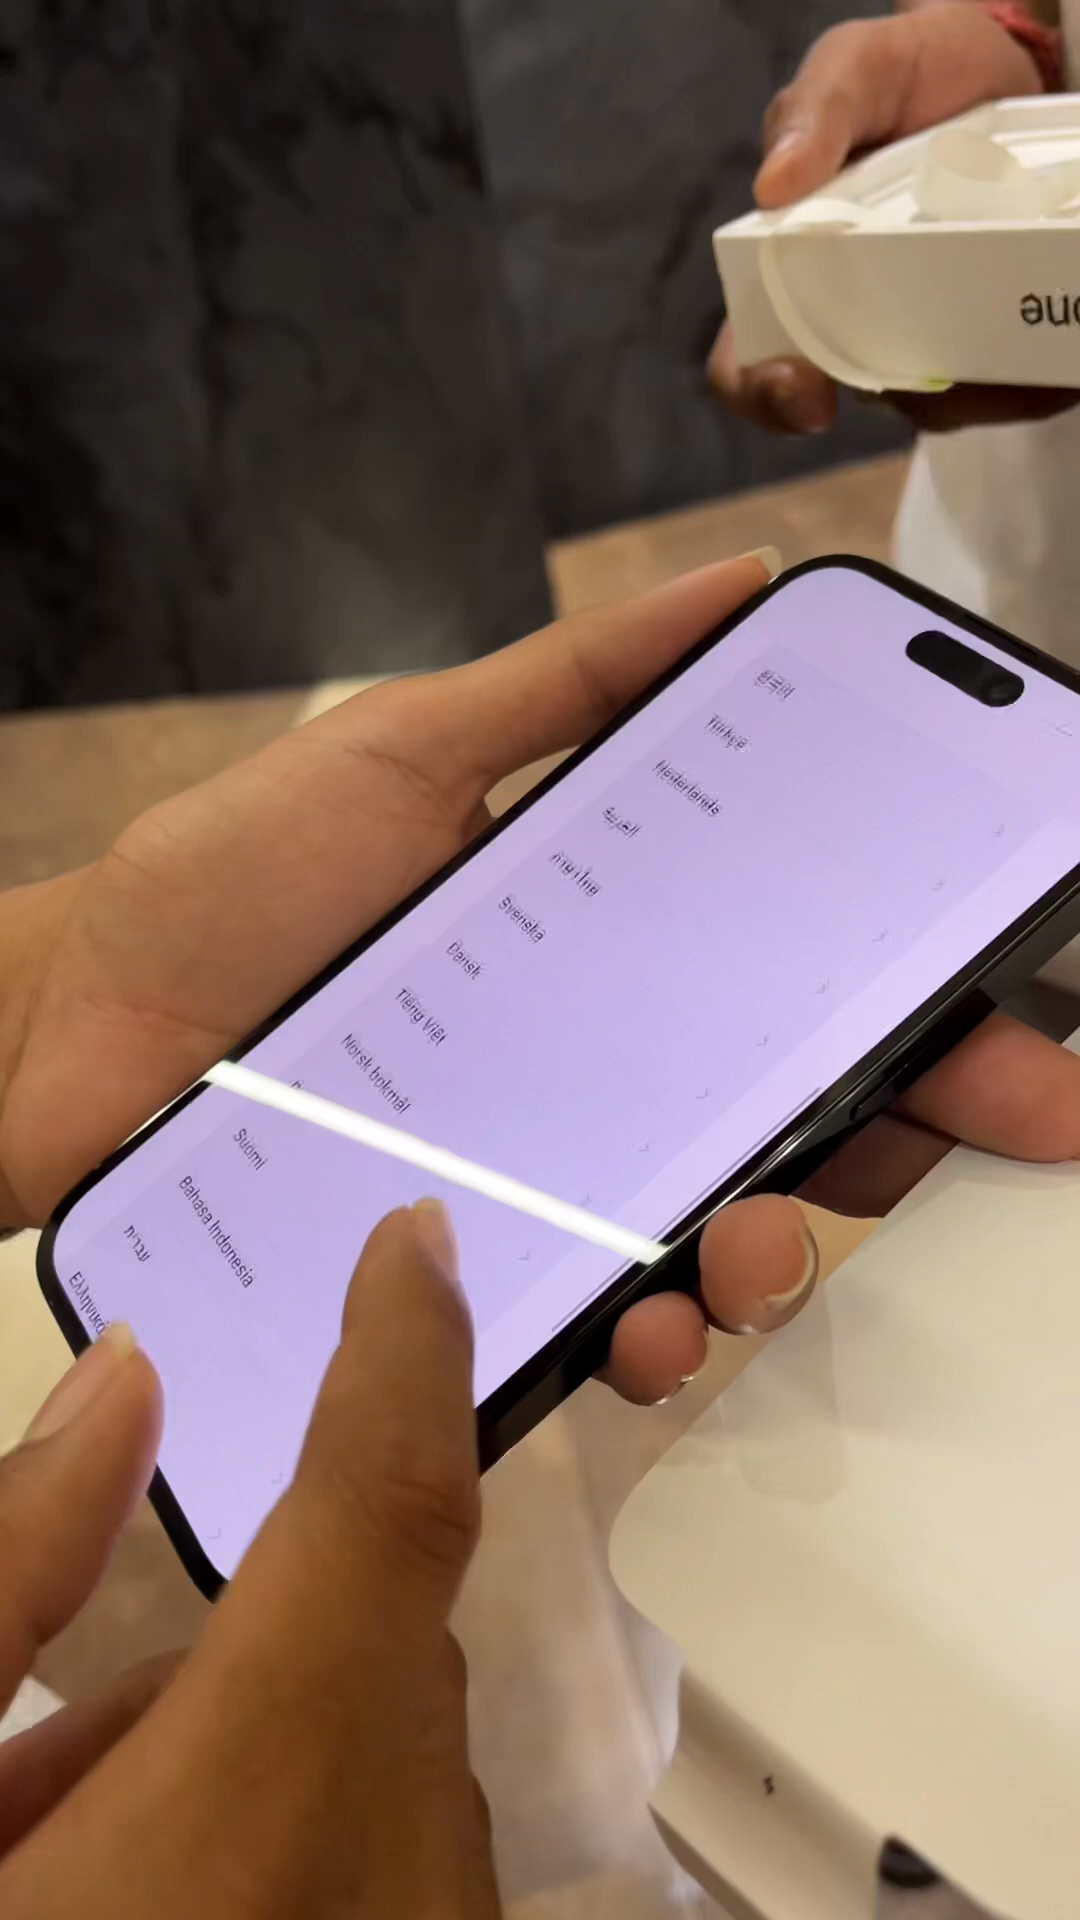 한국어
Türkçe
Nederlands
العربية
ภาษาไทย
Svenska
Dansk
Tiếng Việt
Norsk bokmål
Suomi
Bahasa Indonesia
עברית